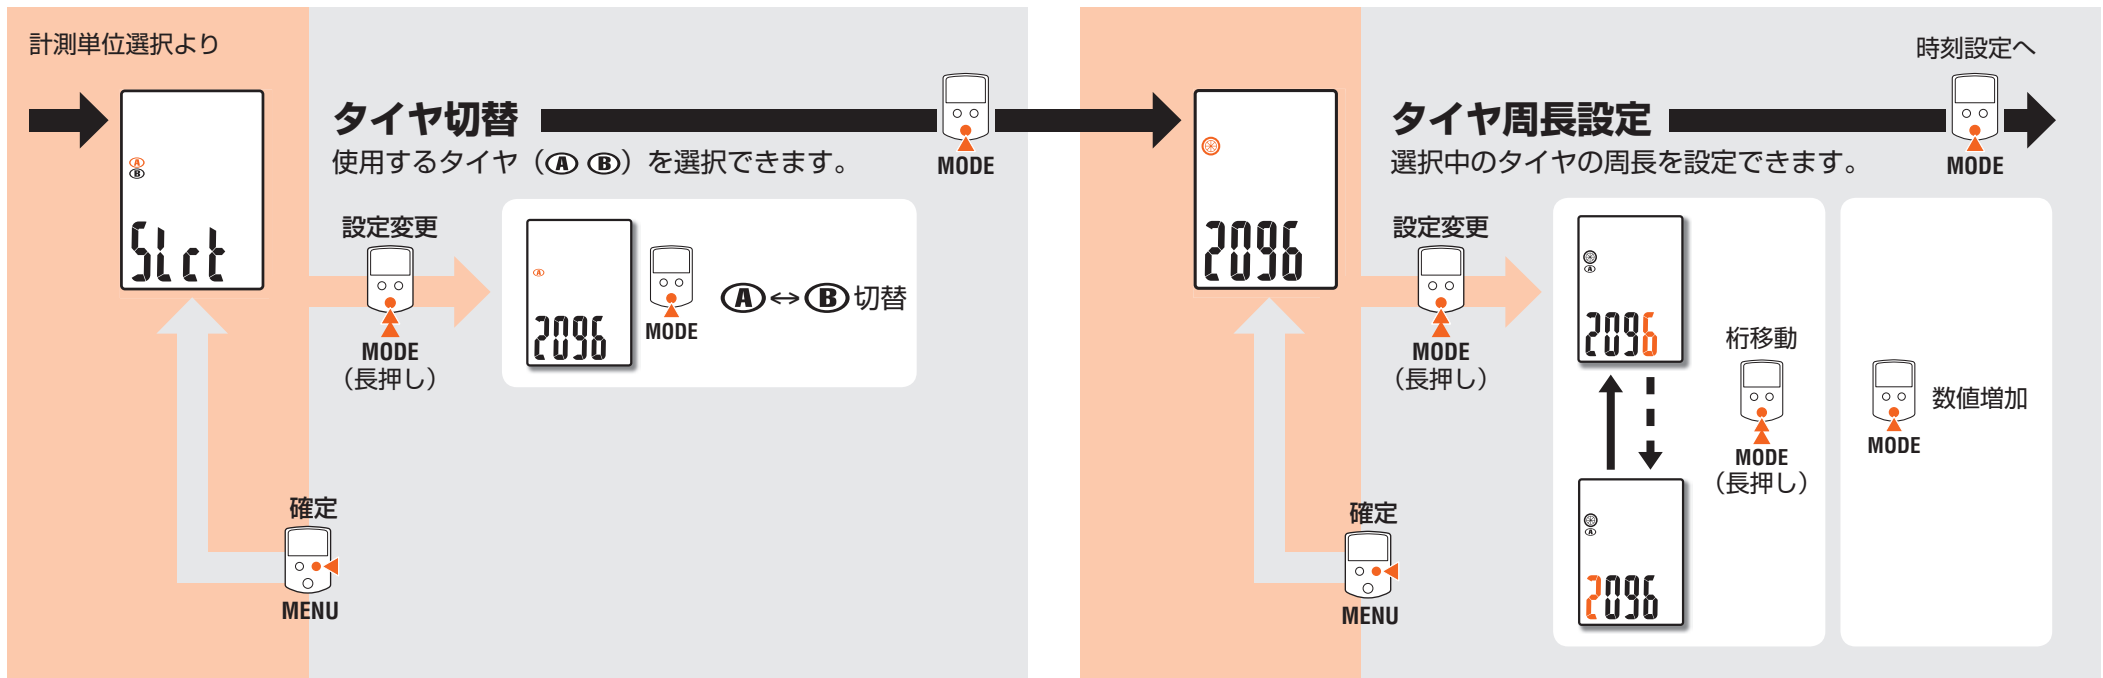 計測単位選択より
Ⓐ
Ⓑ
Slct
タイヤ切替
使用するタイヤ（Ⓐ Ⓑ）を選択できます。
MODE
設定変更
MODE
（長押し）
Ⓐ
2096
MODE
Ⓐ↔Ⓑ切替
確定
MENU
2096
時刻設定へ
タイヤ周長設定
選択中のタイヤの周長を設定できます。
MODE
設定変更
MODE
（長押し）
Ⓐ
2096
桁移動
MODE
（長押し）
Ⓐ
2096
数値増加
MODE
確定
MENU